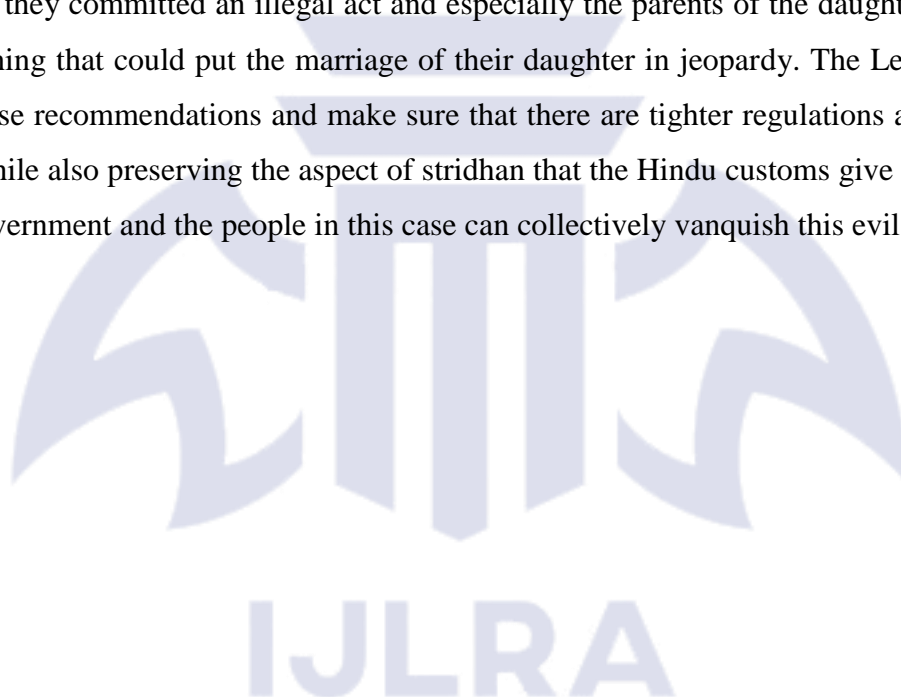 they committed an illegal act and especially the parents of the daught
ning that could put the marriage of their daughter in jeopardy. The Le
se recommendations and make sure that there are tighter regulations a
hile also preserving the aspect of stridhan that the Hindu customs give
vernment and the people in this case can collectively vanquish this evil
IJLRA